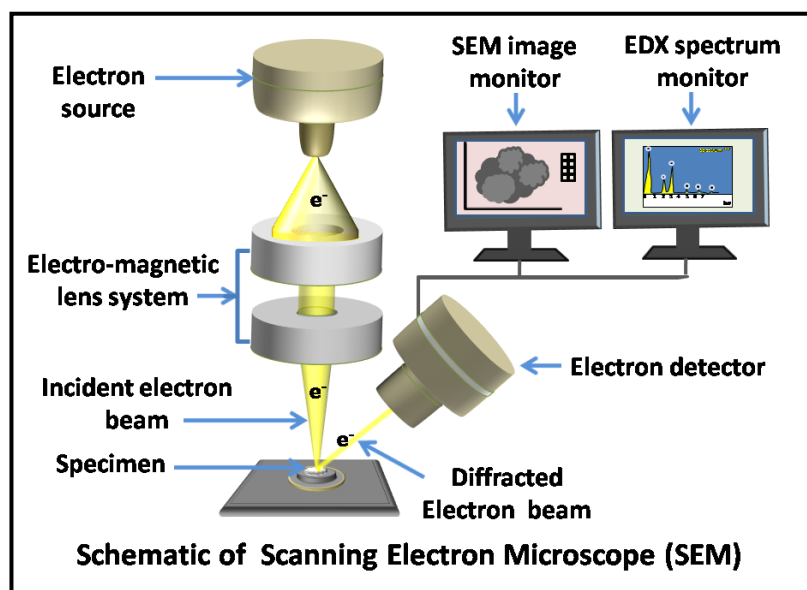 SEM image
monitor
EDX spectrum
monitor
Electron
source
e-
Electro-magnetic
lens system
Electron detector
Incident electron
beam
e-
e-
Specimen
Diffracted
Electron beam
Schematic of Scanning Electron Microscope (SEM)